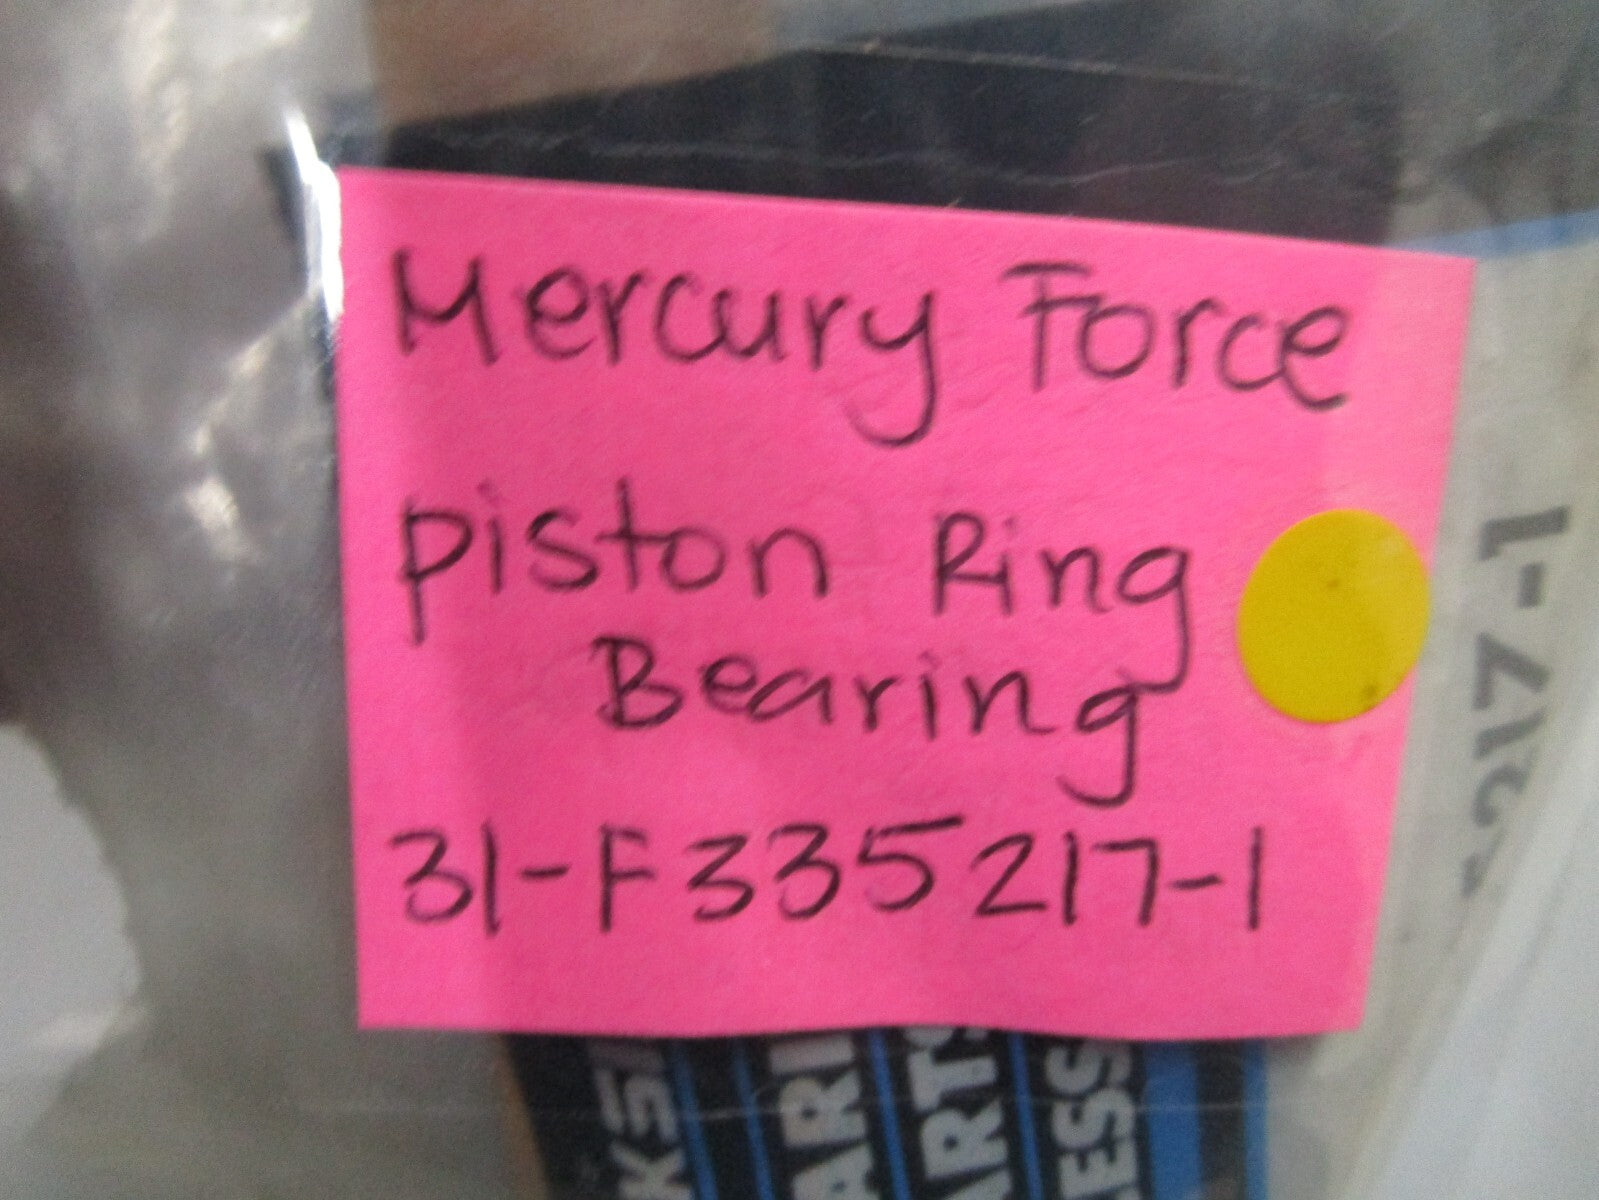 Mercury Force
Piston Ring
Bearing
31-F335217-1